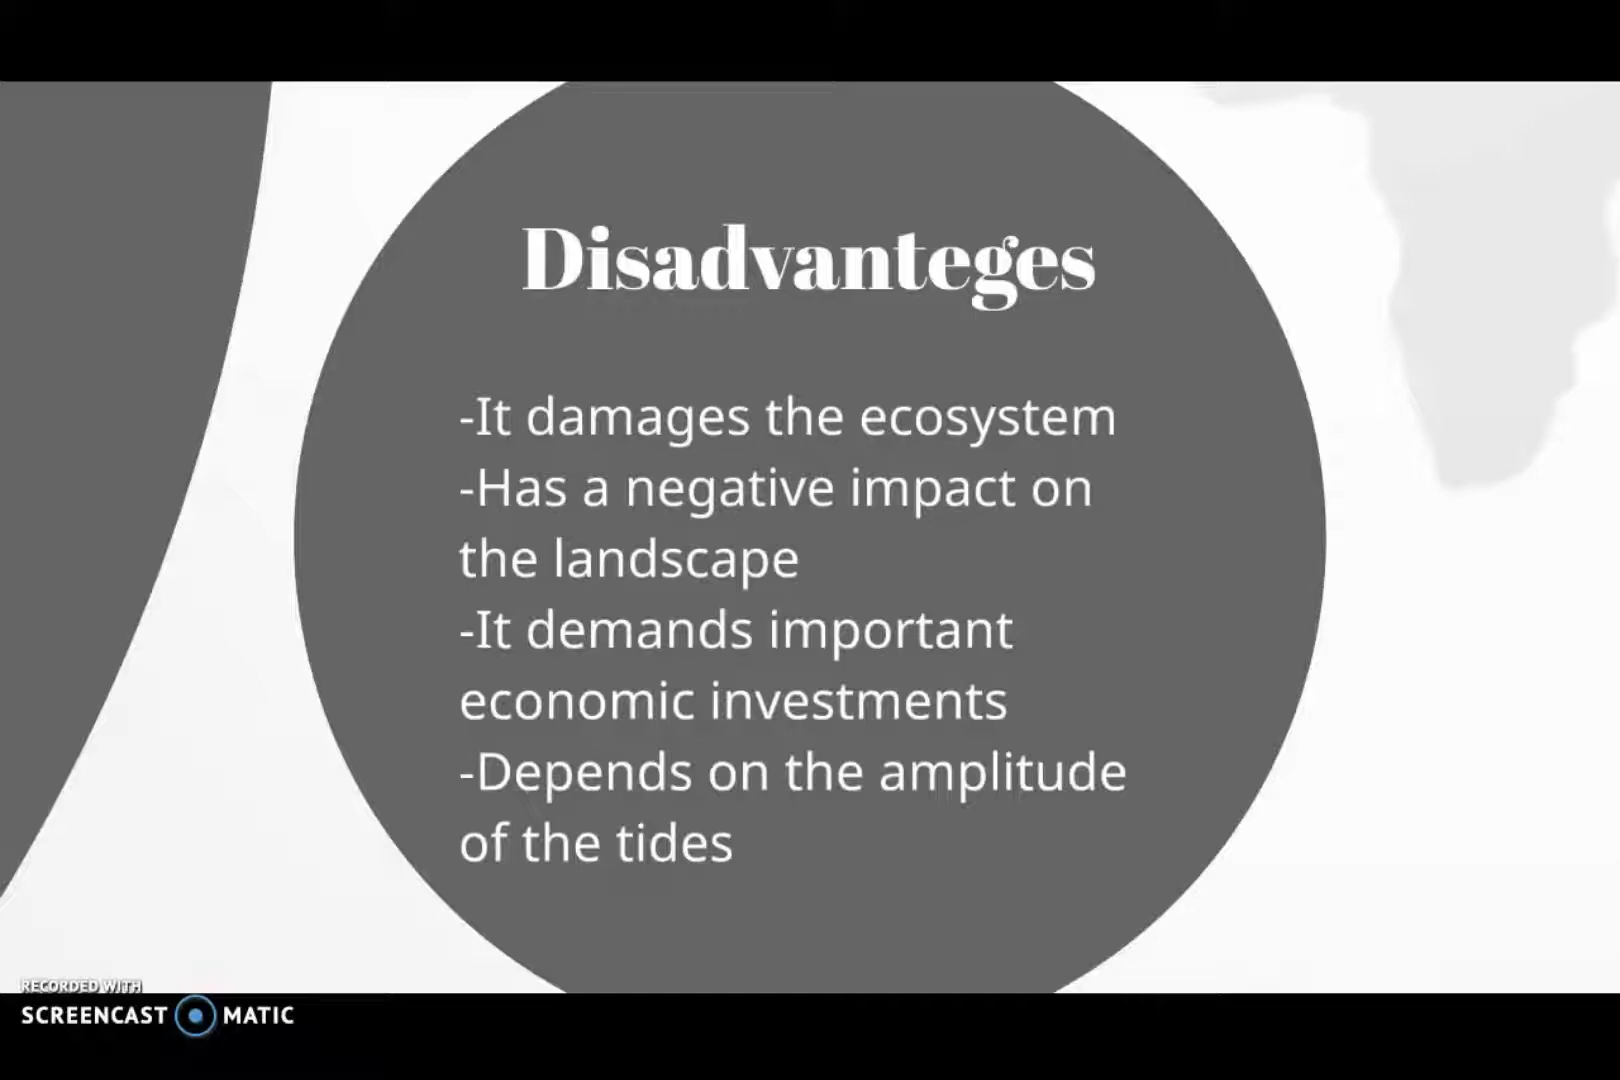 Disadvanteges
-It damages the ecosystem
-Has a negative impact on
the landscape
-It demands important
economic investments
-Depends on the amplitude
of the tides
RECORDED WITH
SCREENCAST MATIC